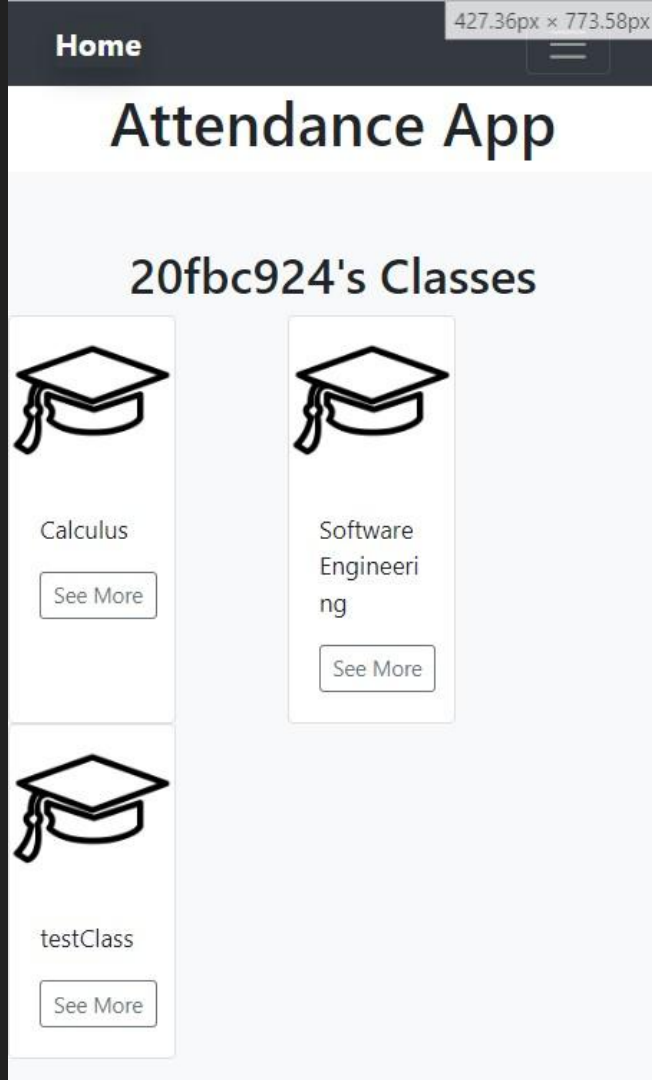 427.36px × 773.58px
Home
Attendance App
20fbc924's Classes
Calculus
See More
Software
Engineeri
ng
See More
testClass
See More